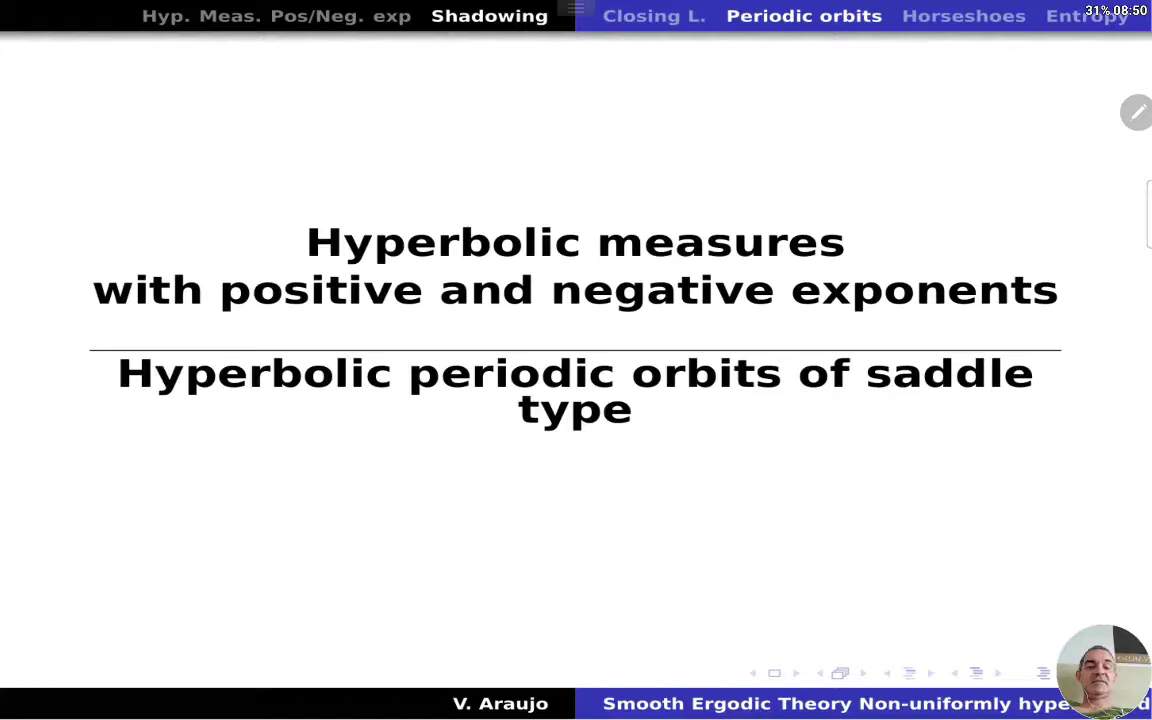 Hyp. Meas. Pos/Neg. exp Shadowing Closing L. Periodic orbits Horseshoes Entropy
31% 08:50
Hyperbolic measures
with positive and negative exponents
Hyperbolic periodic orbits of saddle
type
V. Araujo Smooth Ergodic Theory Non-uniformly hype